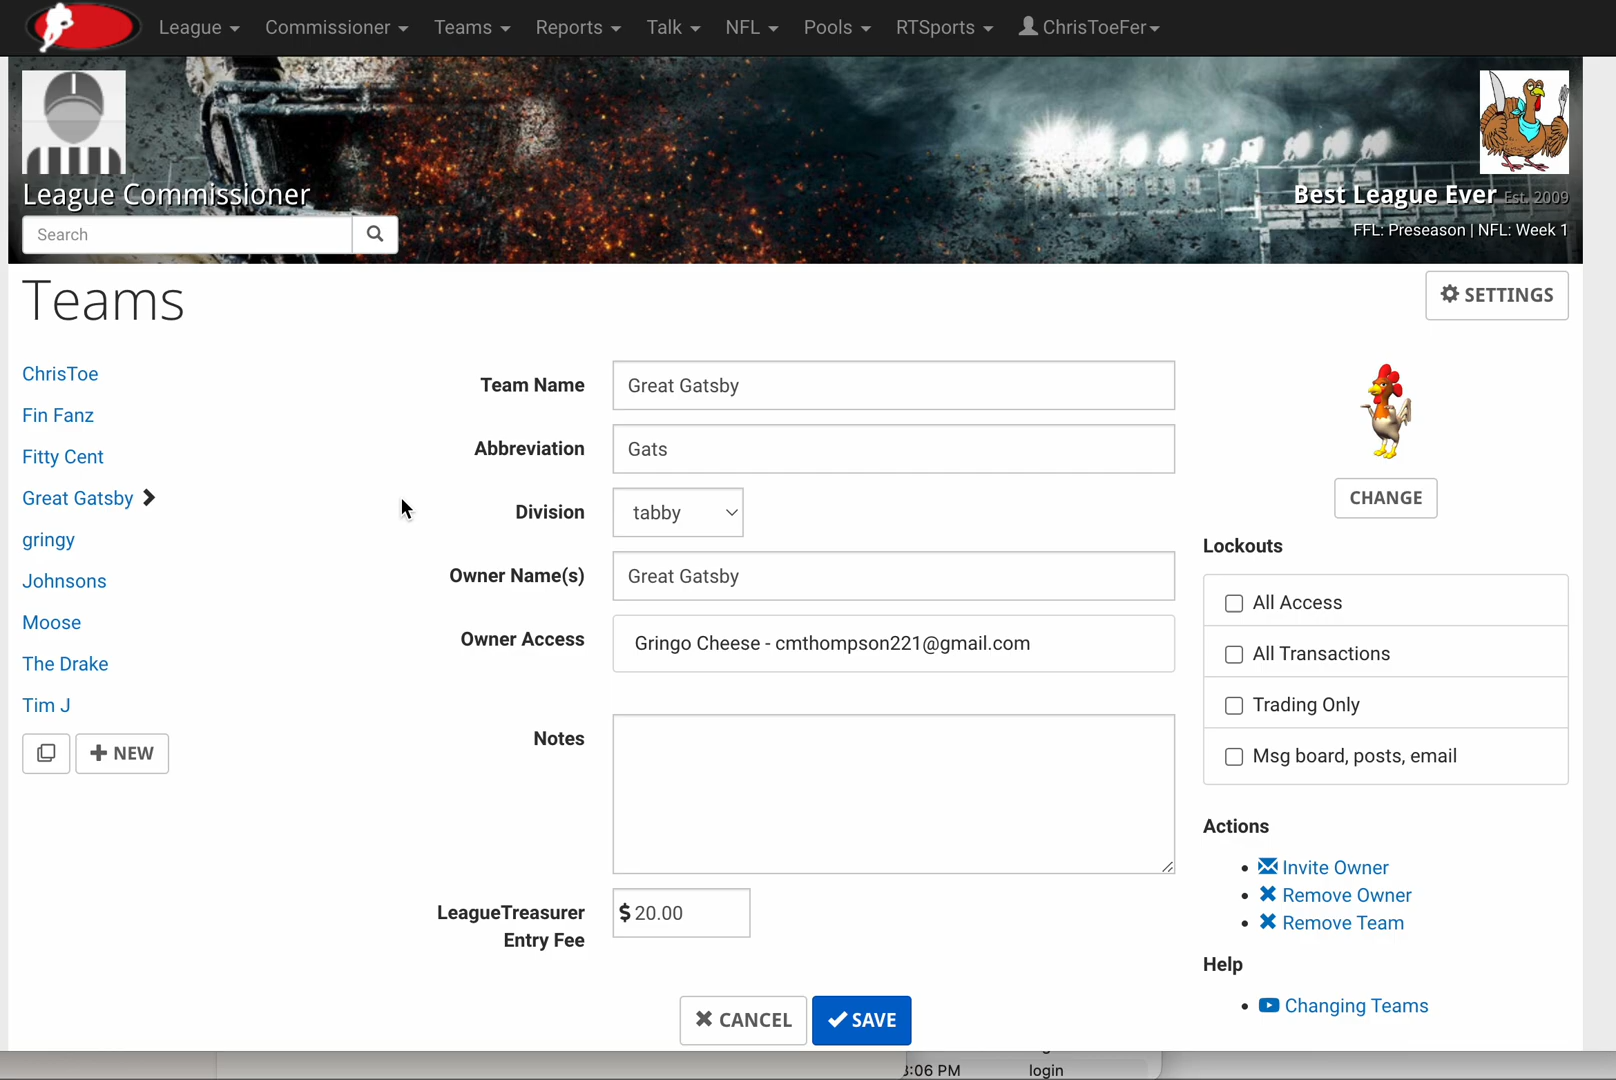 League Commissioner Teams Reports Talk NFL Pools RTSports ChrisToeFer
League Commissioner
Search
Best League Ever Est. 2009
FFL: Preseason | NFL: Week 1
Teams
SETTINGS
ChrisToe
Fin Fanz
Fitty Cent
Great Gatsby
gringy
Johnsons
Moose
The Drake
Tim J
NEW
Team Name Great Gatsby
Abbreviation Gats
Division tabby
Owner Name(s) Great Gatsby
Owner Access Gringo Cheese - cmthompson221@gmail.com
Notes
LeagueTreasurer $ 20.00
Entry Fee
CANCEL SAVE
CHANGE
Lockouts
All Access
All Transactions
Trading Only
Msg board, posts, email
Actions
• Invite Owner
• Remove Owner
• Remove Team
Help
• Changing Teams
:06 PM login